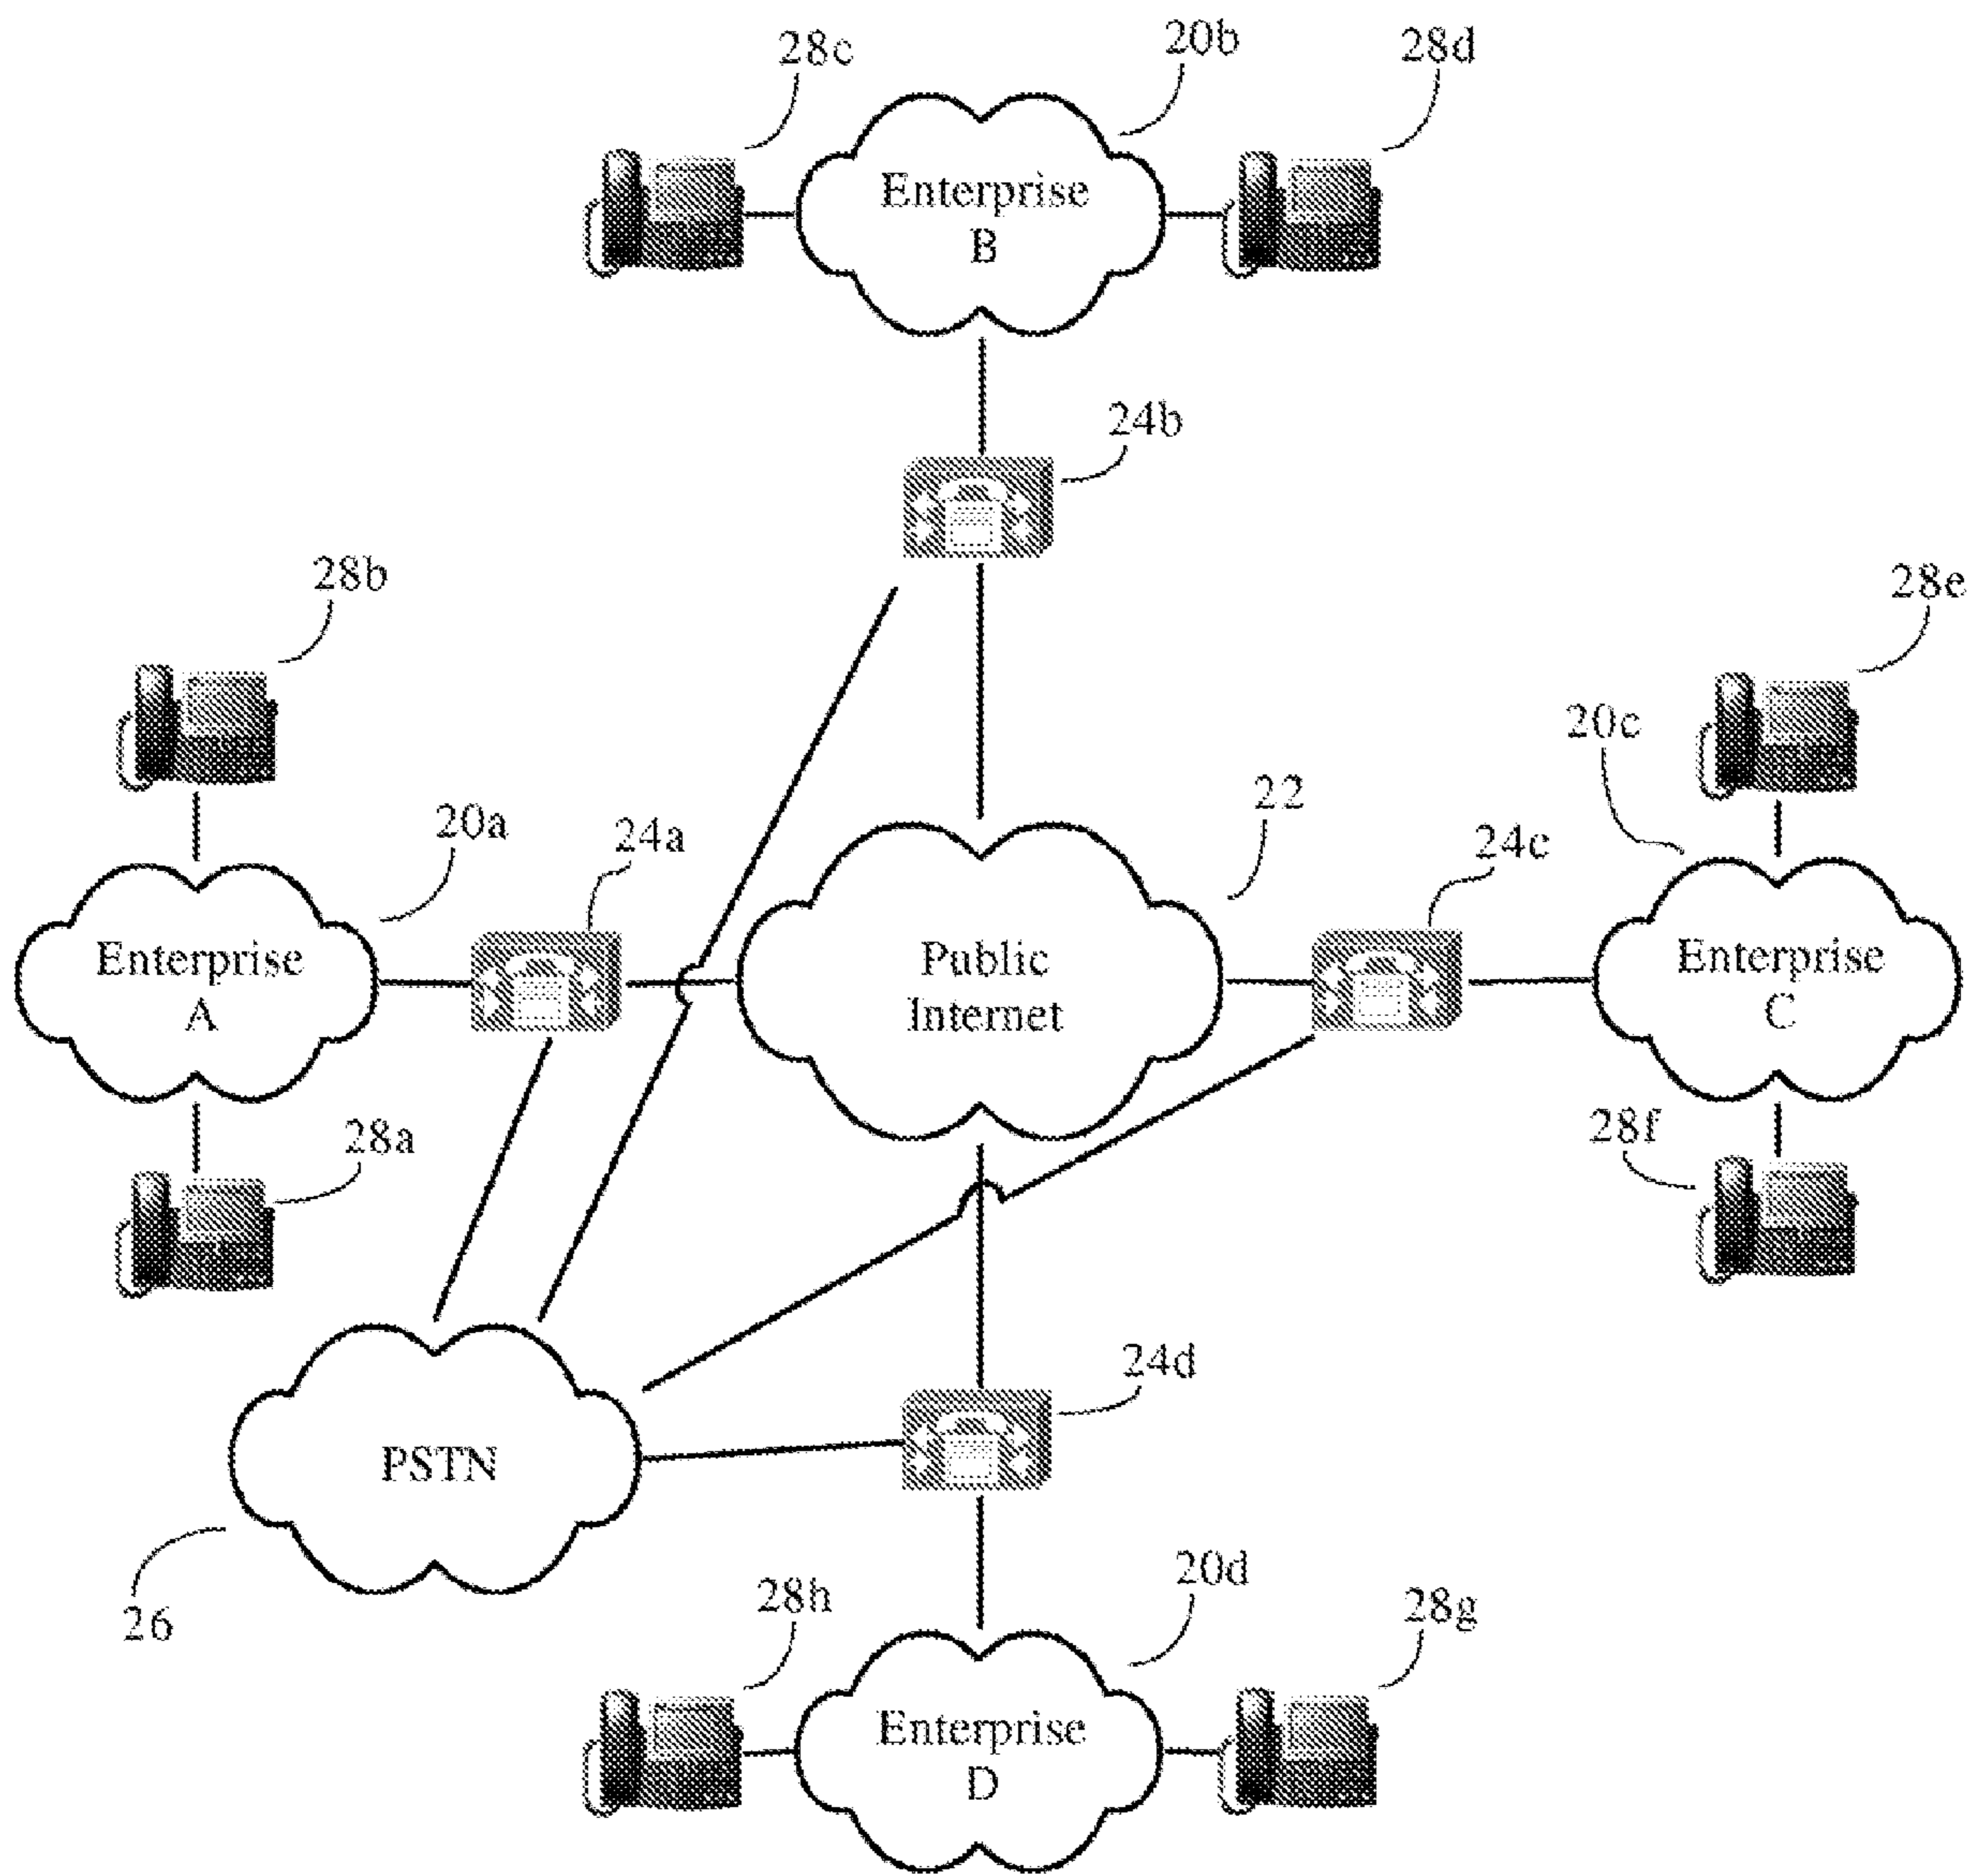 28c
20b
28d
Enterprise
B
24b
28b
28e
20c
22
20a
24a
24c
Enterprise
A
Public
Internet
Enterprise
C
28a
28f
24d
PSTN
26
28h
20d
28g
Enterprise
D